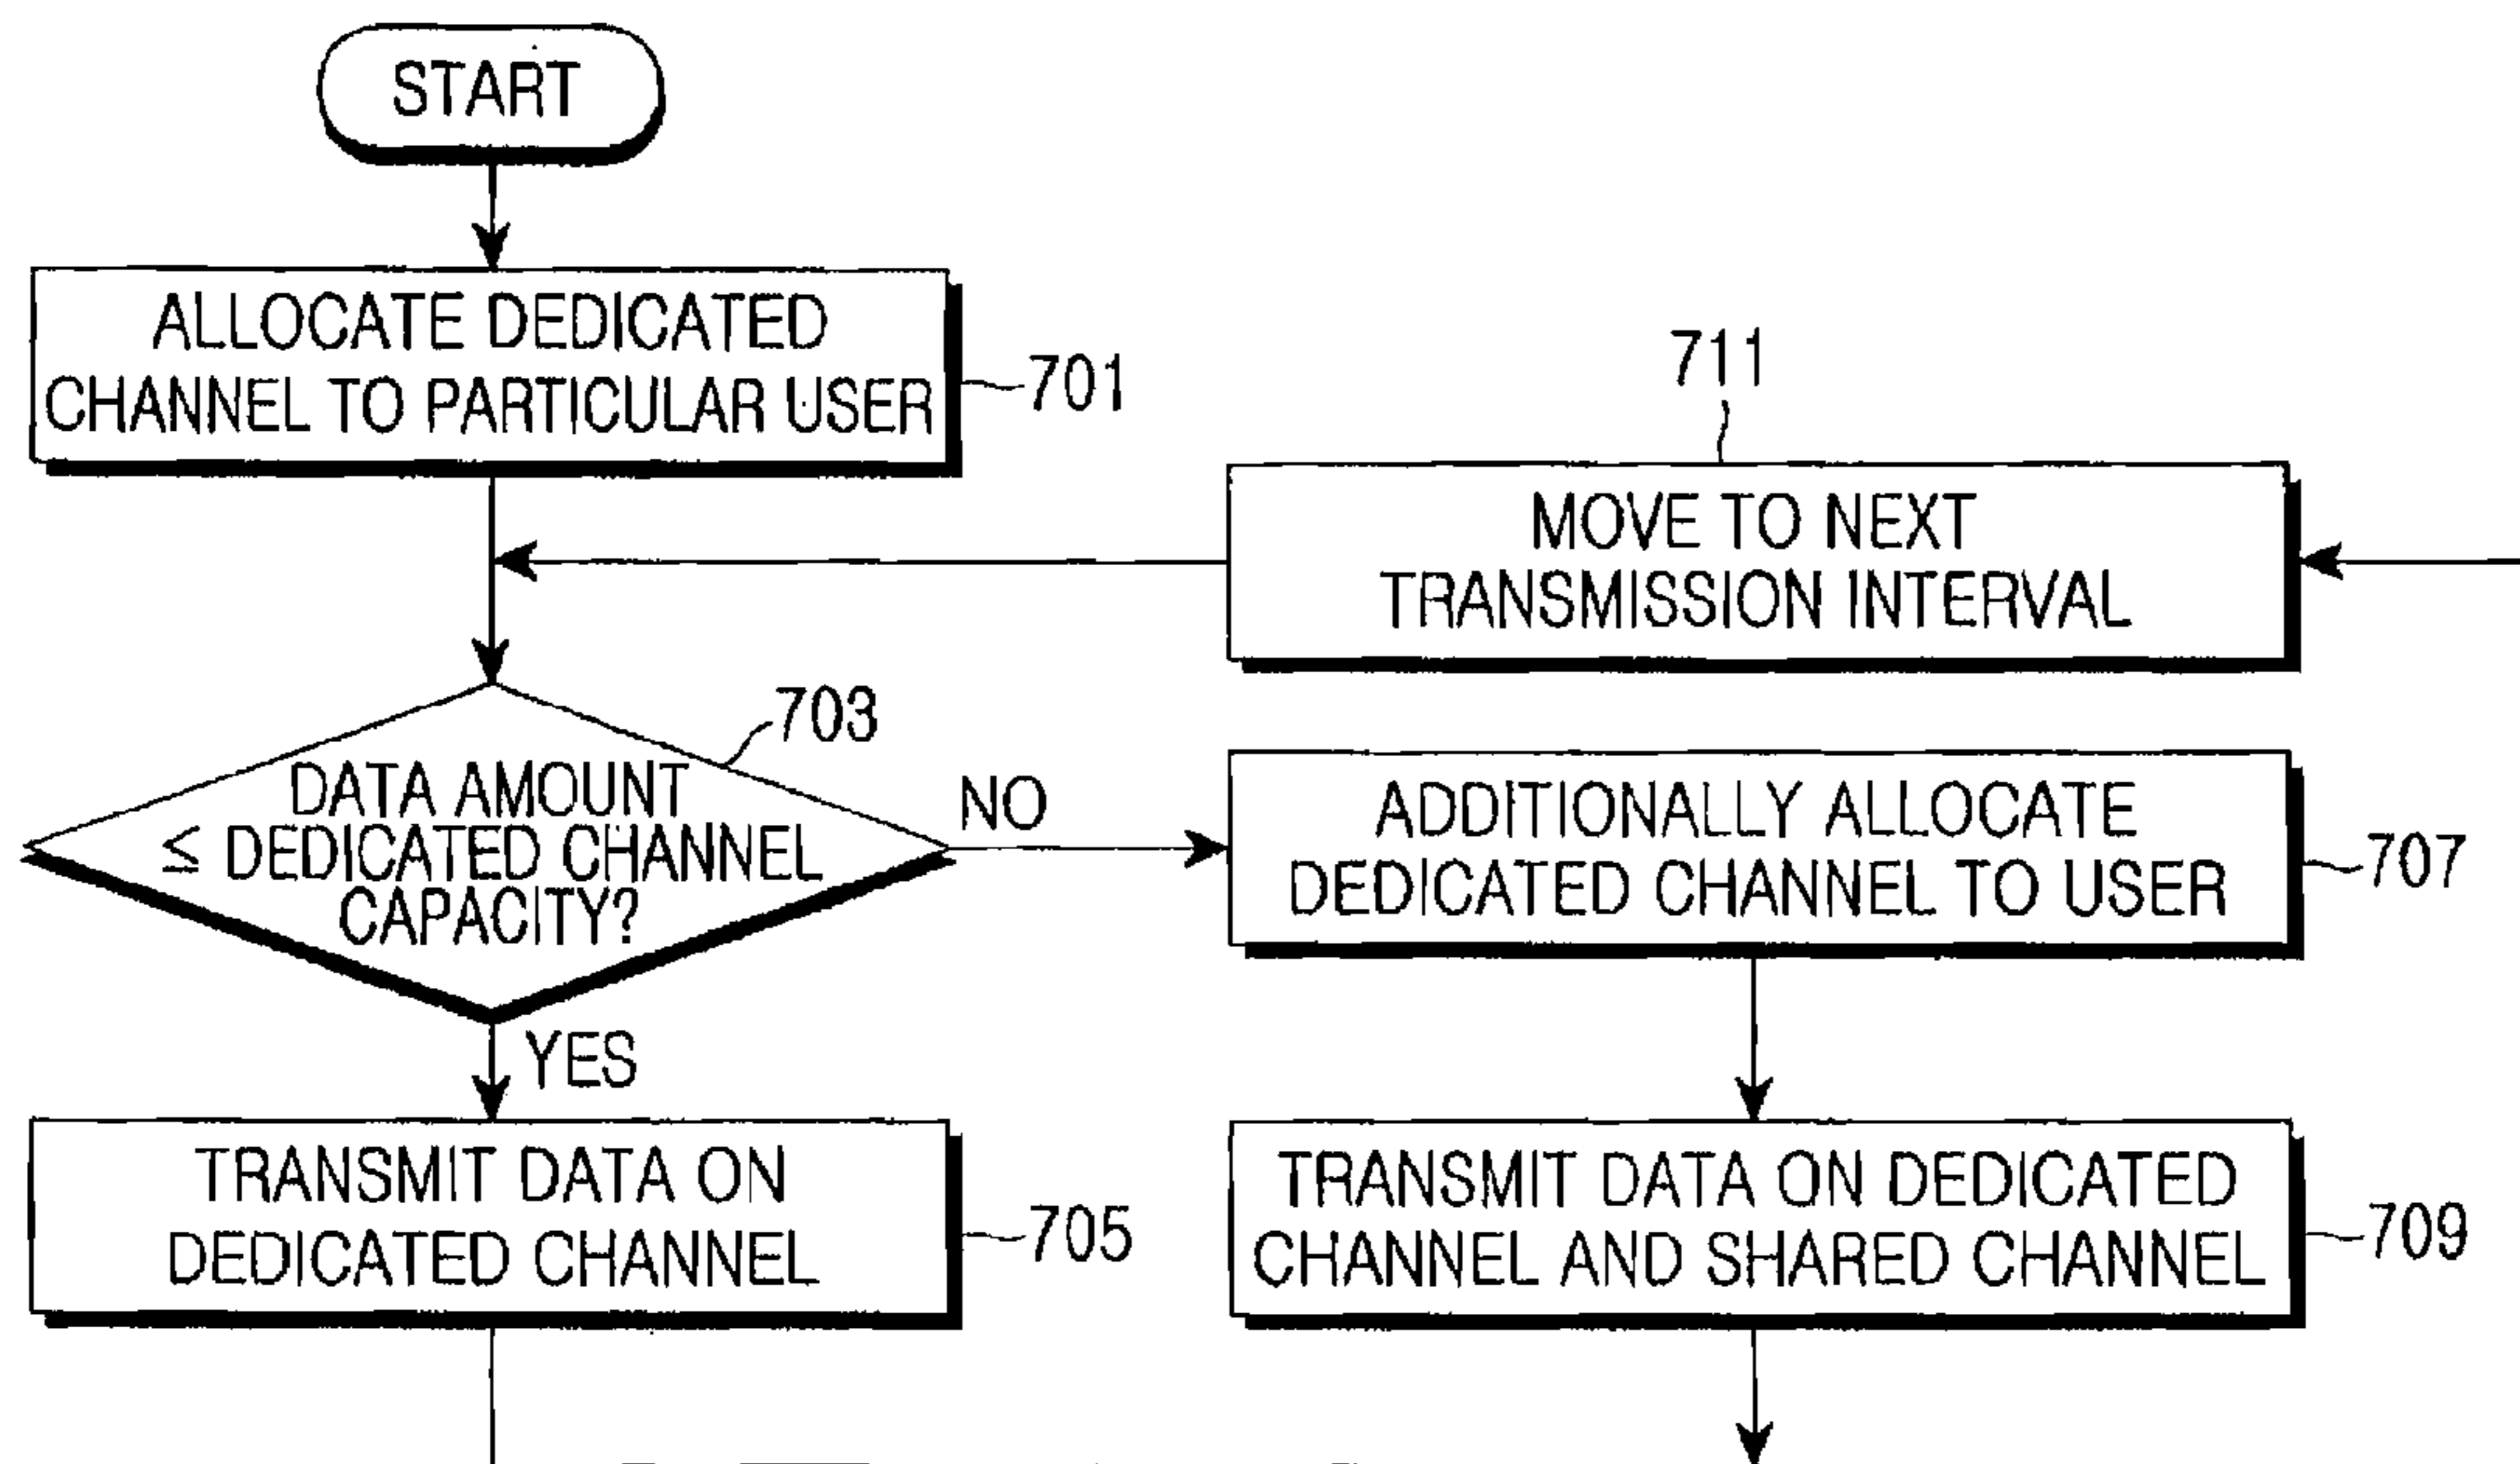 START
ALLOCATE DEDICATED
CHANNEL TO PARTICULAR USER
701
711
MOVE TO NEXT
TRANSMISSION INTERVAL
703
DATA AMOUNT
≤ DEDICATED CHANNEL
CAPACITY?
NO
ADDITIONALLY ALLOCATE
DEDICATED CHANNEL TO USER
707
YES
TRANSMIT DATA ON
DEDICATED CHANNEL
705
TRANSMIT DATA ON DEDICATED
CHANNEL AND SHARED CHANNEL
709